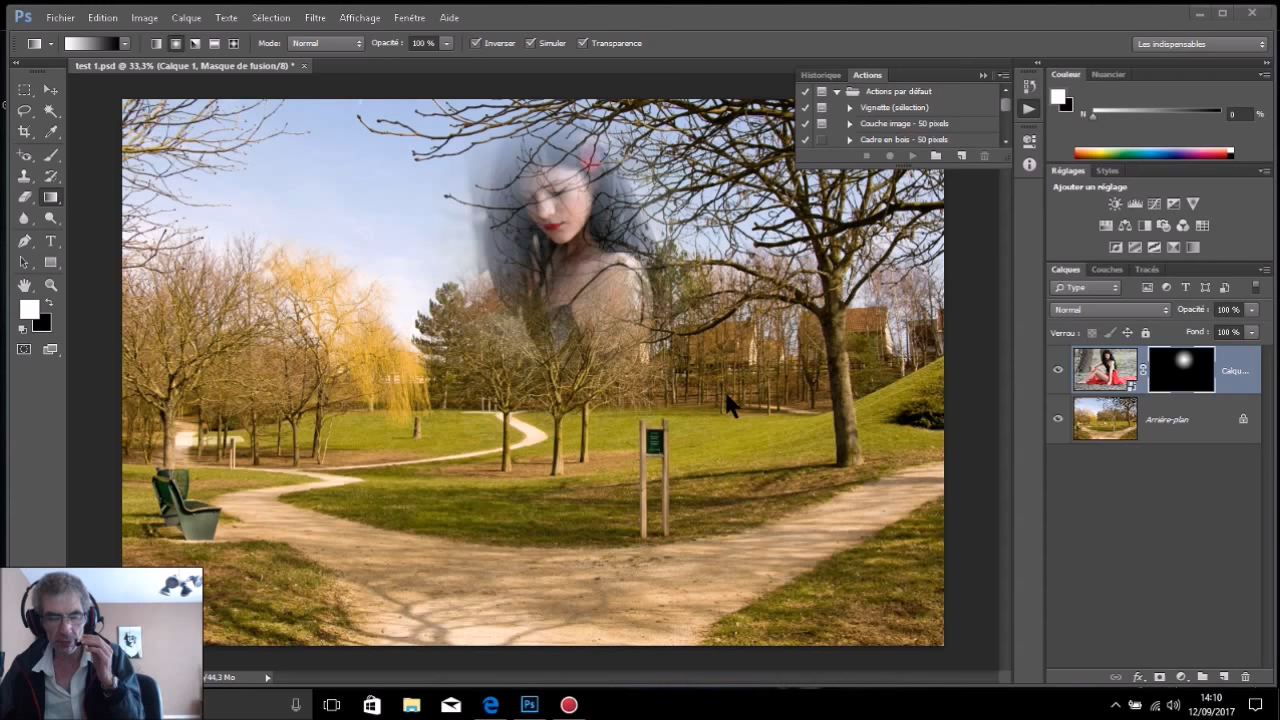 Ps Fichier Edition Image Calque Texte Sélection Filtre Affichage Fenêtre Aide
Mode: Normal Opacité: 100 % Inverser Simuler Transparence Les indispensables
test 1.psd @ 33,3% (Calque 1, Masque de fusion/8) * ×
Historique Actions
Actions par défaut
Vignette (sélection)
Couche image - 50 pixels
Cadre en bois - 50 pixels
Couleur Nuancier
N 0 %
Réglages Styles
Ajouter un réglage
Calques Couches Tracés
Type
Normal Opacité: 100 %
Verrou: Fond: 100 %
Calqu...
Arrière-plan
fx
/44,3 Mo
Ps
14:10
12/09/2017